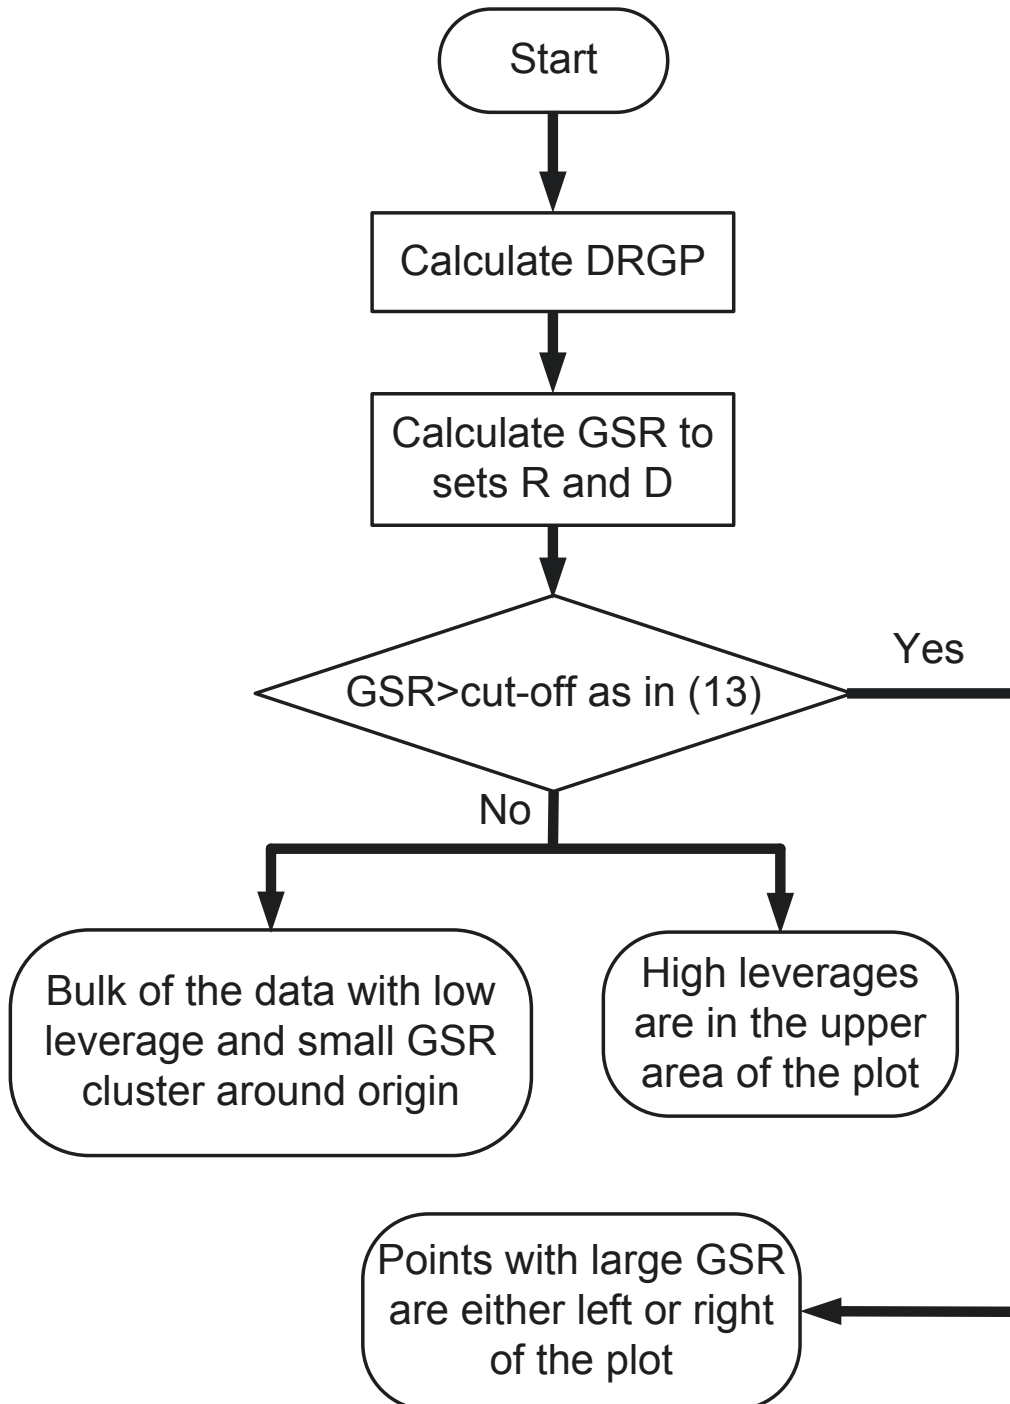 Start
Calculate DRGP
Calculate GSR to
sets R and D
GSR>cut-off as in (13)
Yes
No
Bulk of the data with low
leverage and small GSR
cluster around origin
High leverages
are in the upper
area of the plot
Points with large GSR
are either left or right
of the plot